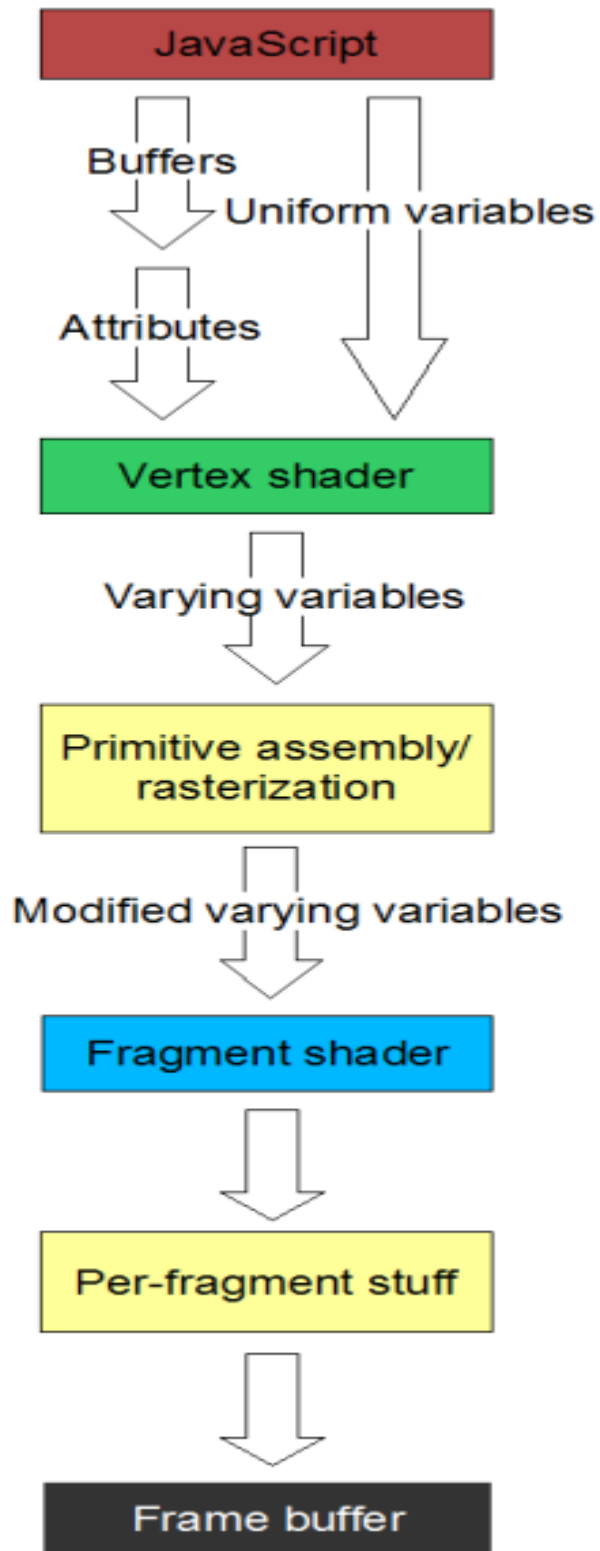 JavaScript
Buffers
Uniform variables
Attributes
Vertex shader
Varying variables
Primitive assembly/
rasterization
Modified varying variables
Fragment shader
Per-fragment stuff
Frame buffer